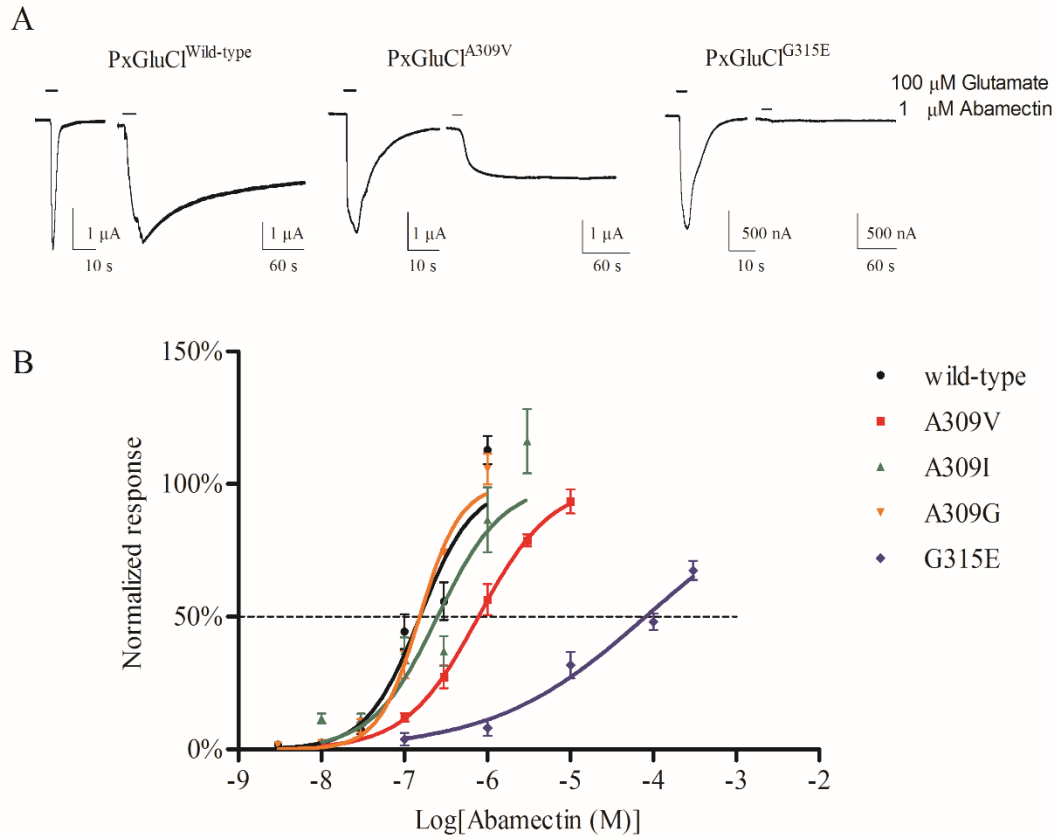 A
PxGluCl^Wild-type
PxGluCl^A309V
PxGluCl^G315E
100 μM Glutamate
1 μM Abamectin
1 μA
10 s
1 μA
60 s
1 μA
10 s
1 μA
60 s
500 nA
10 s
500 nA
60 s
B
150%
100%
50%
0%
Normalized response
-9 -8 -7 -6 -5 -4 -3 -2
Log[Abamectin (M)]
wild-type
A309V
A309I
A309G
G315E